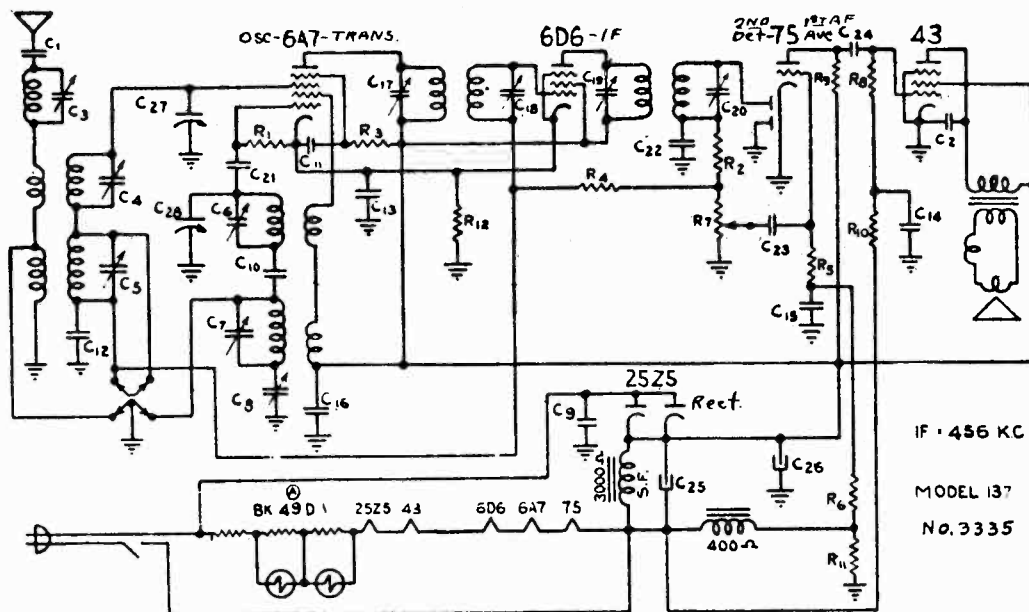 OSC-6A7-TRANS.
6D6-IF
2ND DET-75 1ST AF AVC
43
C1
C3
C27
C17
C18
C19
C20
R9
C24
R8
C4
R1
C11
R3
C22
R2
C2
C21
C13
R4
C28
C6
R12
R7
C23
C14
R10
R5
C5
C10
C15
C12
C7
C8
C16
C9
25Z5
Rect.
IF = 456 K.C
3000Ω
S.F.
C25
C26
MODEL 137
No. 3335
A
BK 49 D1
25Z5
43
6D6
6A7
75
400Ω
R6
R11